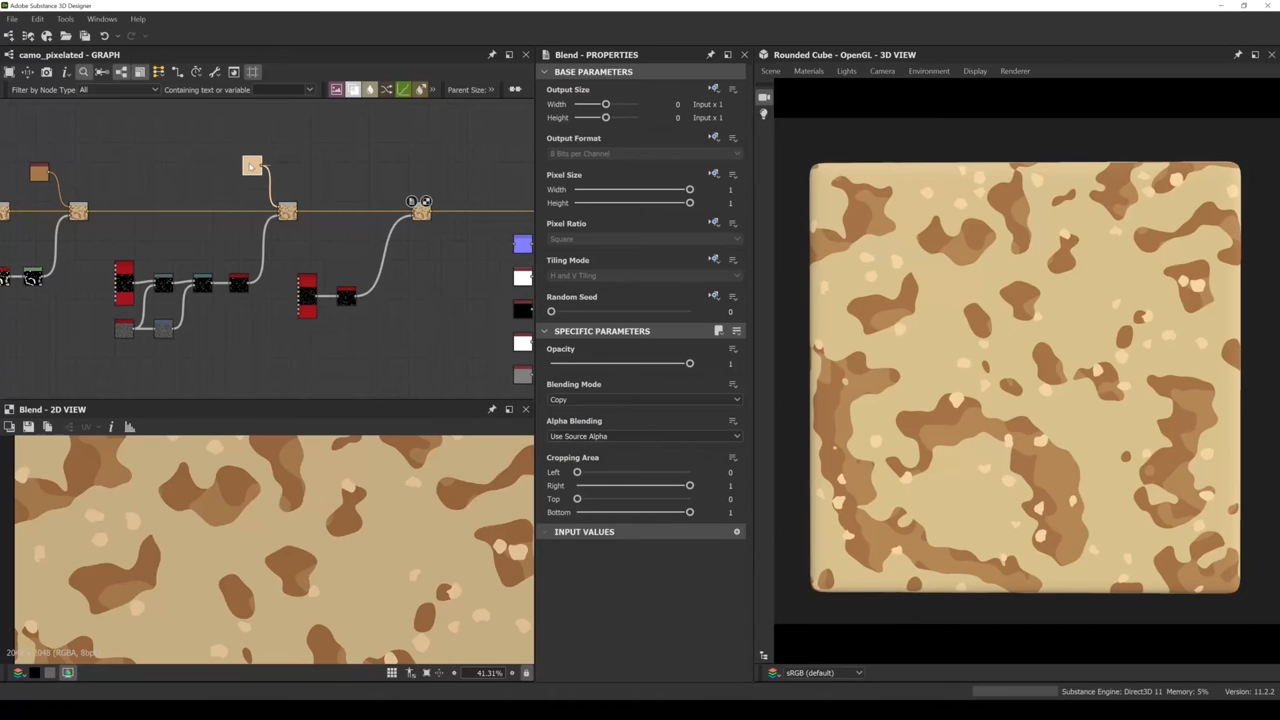 Adobe Substance 3D Designer
File Edit Tools Windows Help
camo_pixelated - GRAPH
Filter by Node Type All Containing text or variable Parent Size:
Blend - PROPERTIES
BASE PARAMETERS
Output Size
Width 0 Input x 1
Height 0 Input x 1
Output Format
8 Bits per Channel
Pixel Size
Width 1
Height 1
Pixel Ratio
Square
Tiling Mode
H and V Tiling
Random Seed
0
SPECIFIC PARAMETERS
Opacity
1
Blending Mode
Copy
Alpha Blending
Use Source Alpha
Cropping Area
Left 0
Right 1
Top 0
Bottom 1
INPUT VALUES
Rounded Cube - OpenGL - 3D VIEW
Scene Materials Lights Camera Environment Display Renderer
Blend - 2D VIEW
UV
41.31%
sRGB (default)
Substance Engine: Direct3D 11 Memory: 5% Version: 11.2.2